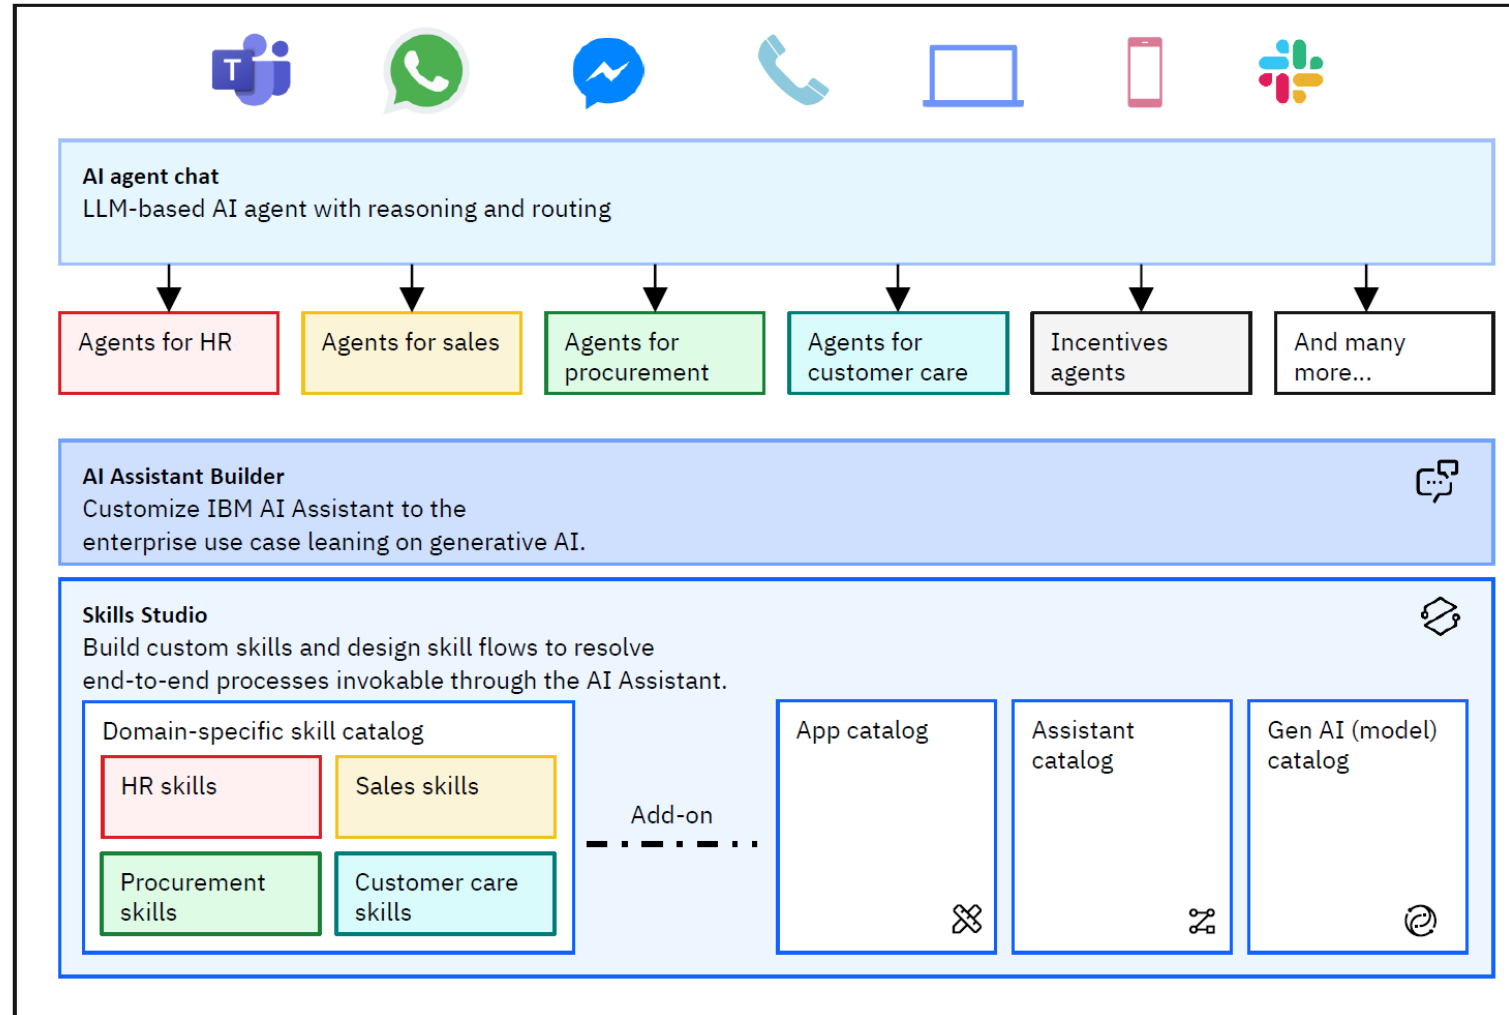 T
AI agent chat
LLM-based AI agent with reasoning and routing
Agents for HR
Agents for sales
Agents for
procurement
Agents for
customer care
Incentives
agents
And many
more...
AI Assistant Builder
Customize IBM AI Assistant to the
enterprise use case leaning on generative AI.
Skills Studio
Build custom skills and design skill flows to resolve
end-to-end processes invokable through the AI Assistant.
Domain-specific skill catalog
HR skills
Sales skills
Procurement
skills
Customer care
skills
Add-on
App catalog
Assistant
catalog
Gen AI (model)
catalog